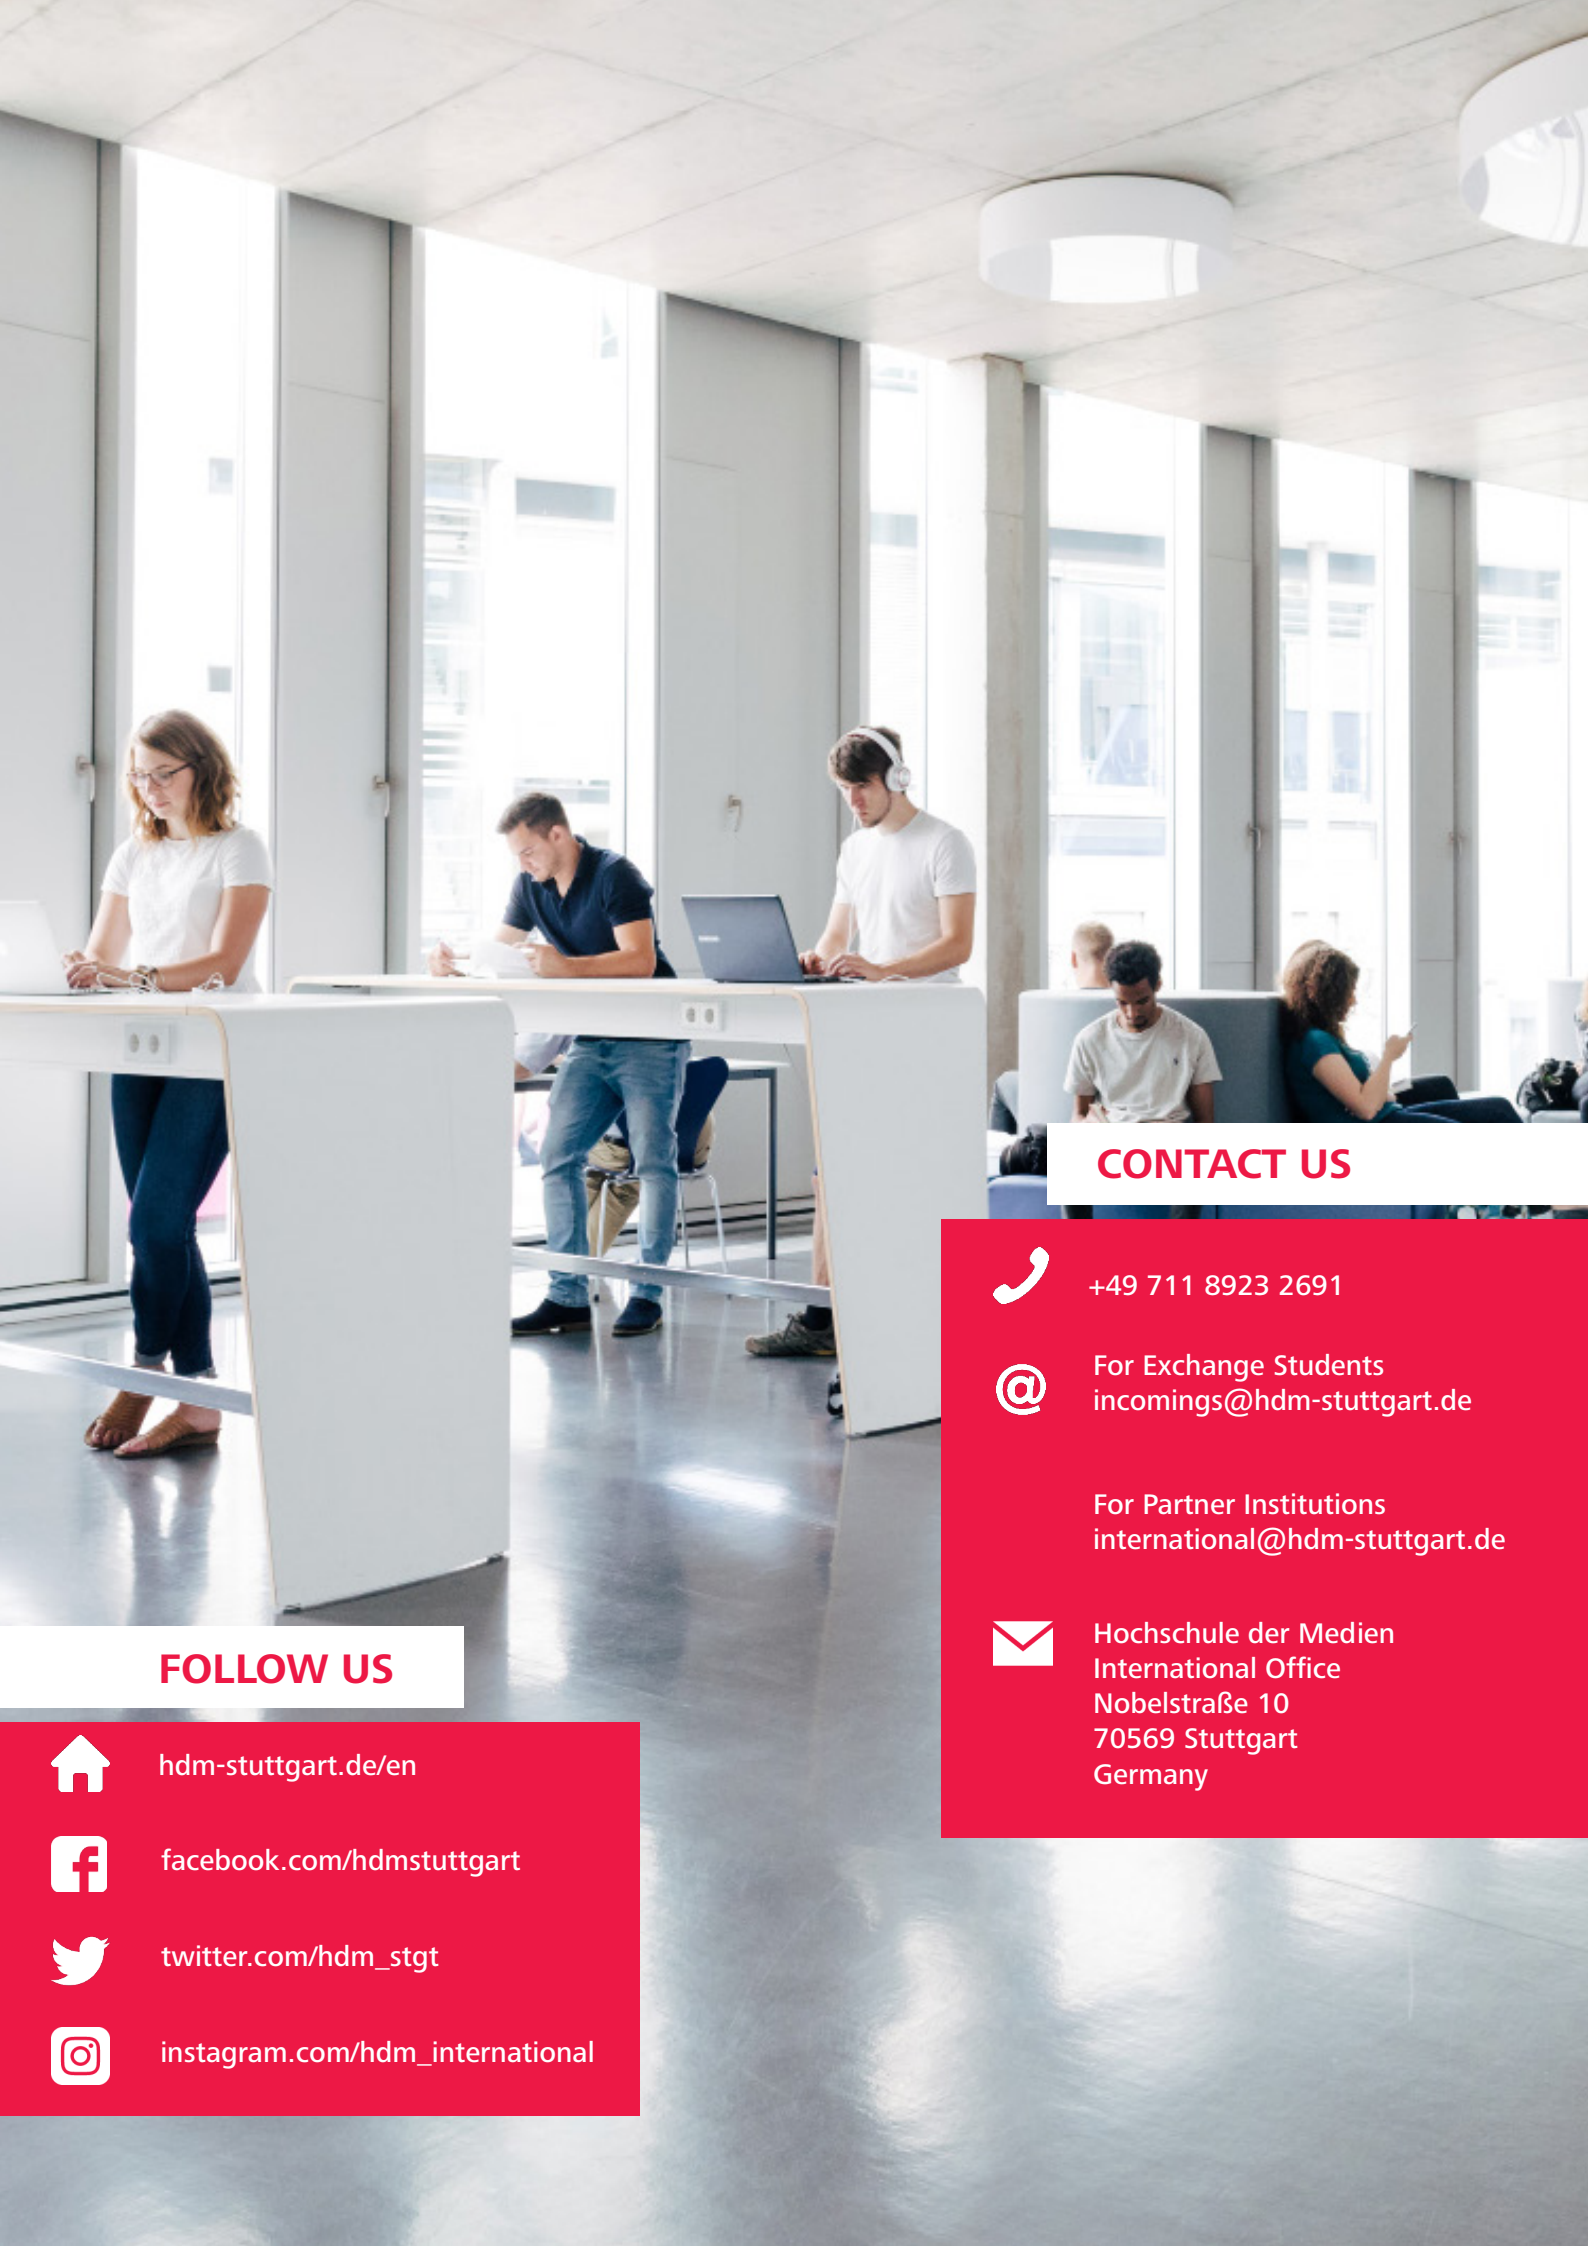 CONTACT US
+49 711 8923 2691
For Exchange Students
incomings@hdm-stuttgart.de
For Partner Institutions
international@hdm-stuttgart.de
Hochschule der Medien
International Office
Nobelstraße 10
70569 Stuttgart
Germany
FOLLOW US
hdm-stuttgart.de/en
facebook.com/hdmstuttgart
twitter.com/hdm_stgt
instagram.com/hdm_international